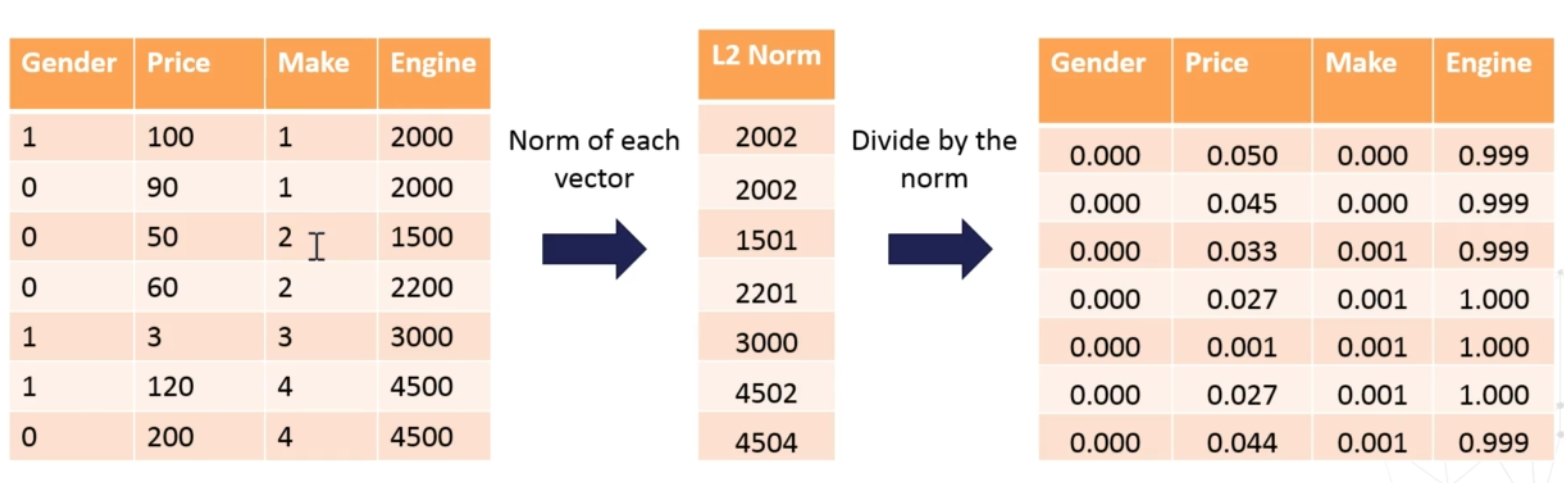 Gender Price Make Engine
1 100 1 2000
0 90 1 2000
0 50 2 1500
0 60 2 2200
1 3 3 3000
1 120 4 4500
0 200 4 4500
Norm of each
vector
L2 Norm
2002
2002
1501
2201
3000
4502
4504
Divide by the
norm
Gender Price Make Engine
0.000 0.050 0.000 0.999
0.000 0.045 0.000 0.999
0.000 0.033 0.001 0.999
0.000 0.027 0.001 1.000
0.000 0.001 0.001 1.000
0.000 0.027 0.001 1.000
0.000 0.044 0.001 0.999